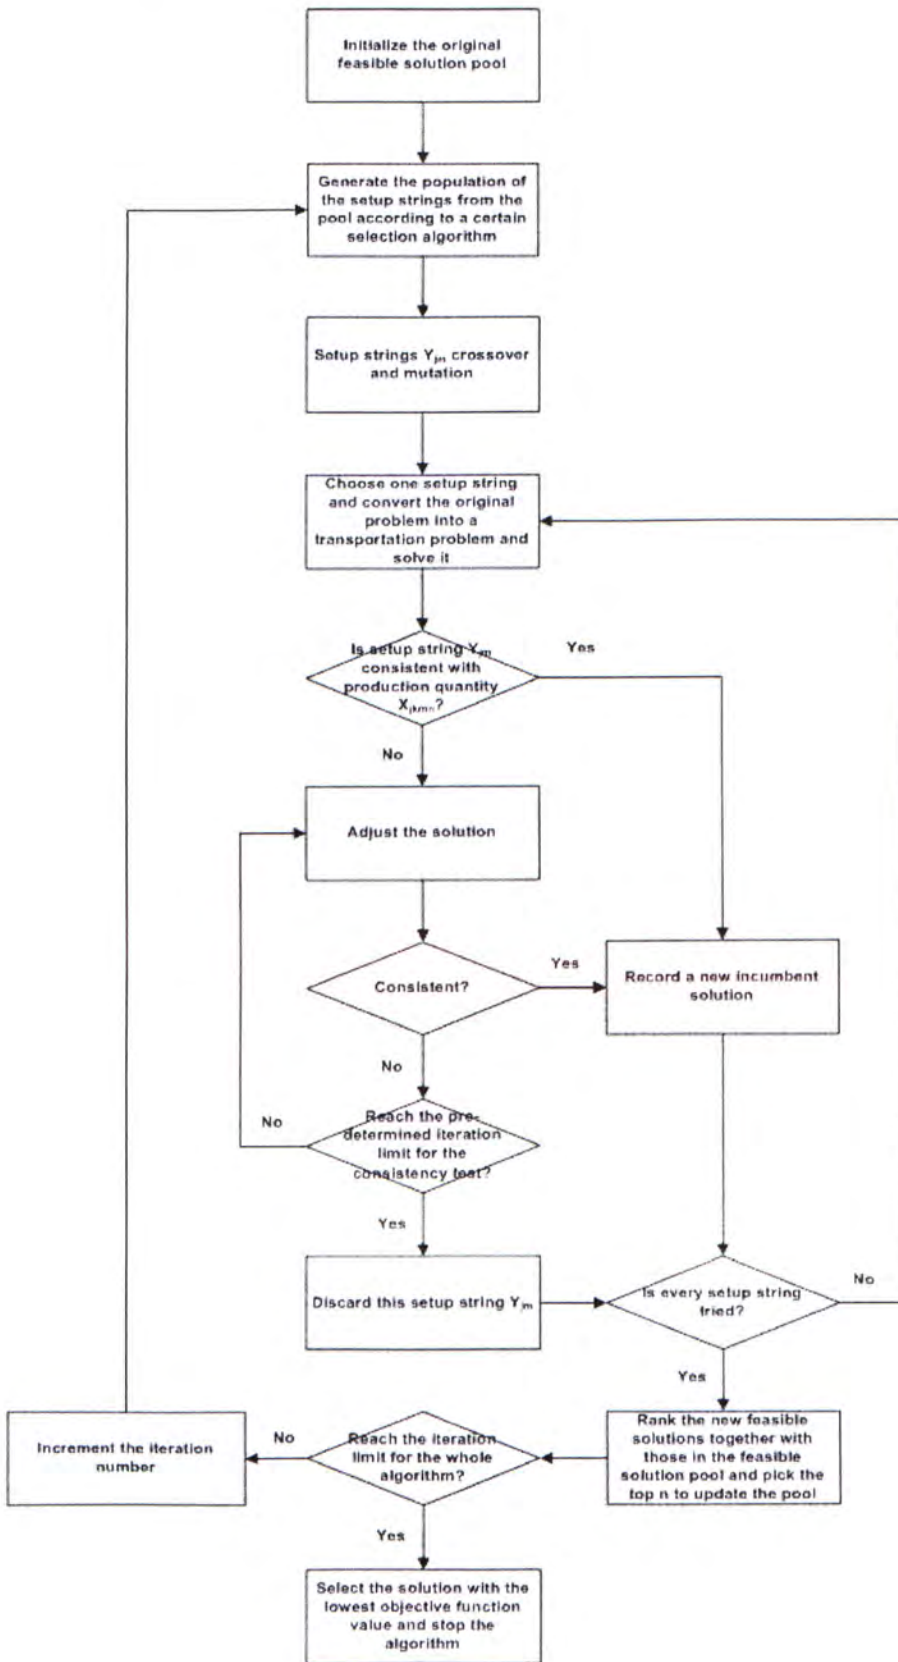 Initialize the original
feasible solution pool
Generate the population of
the setup strings from the
pool according to a certain
selection algorithm
Setup strings Yjm crossover
and mutation
Choose one setup string
and convert the original
problem into a
transportation problem and
solve it
Is setup string Yjm
consistent with
production quantity
Xjkmn?
Yes
No
Adjust the solution
Consistent?
Yes
Record a new incumbent
solution
No
Reach the pre-
determined iteration
limit for the
consistency test?
No
Yes
Discard this setup string Yjm
Is every setup string
tried?
No
Yes
Rank the new feasible
solutions together with
those in the feasible
solution pool and pick the
top n to update the pool
Reach the iteration
limit for the whole
algorithm?
No
Increment the iteration
number
Yes
Select the solution with the
lowest objective function
value and stop the
algorithm